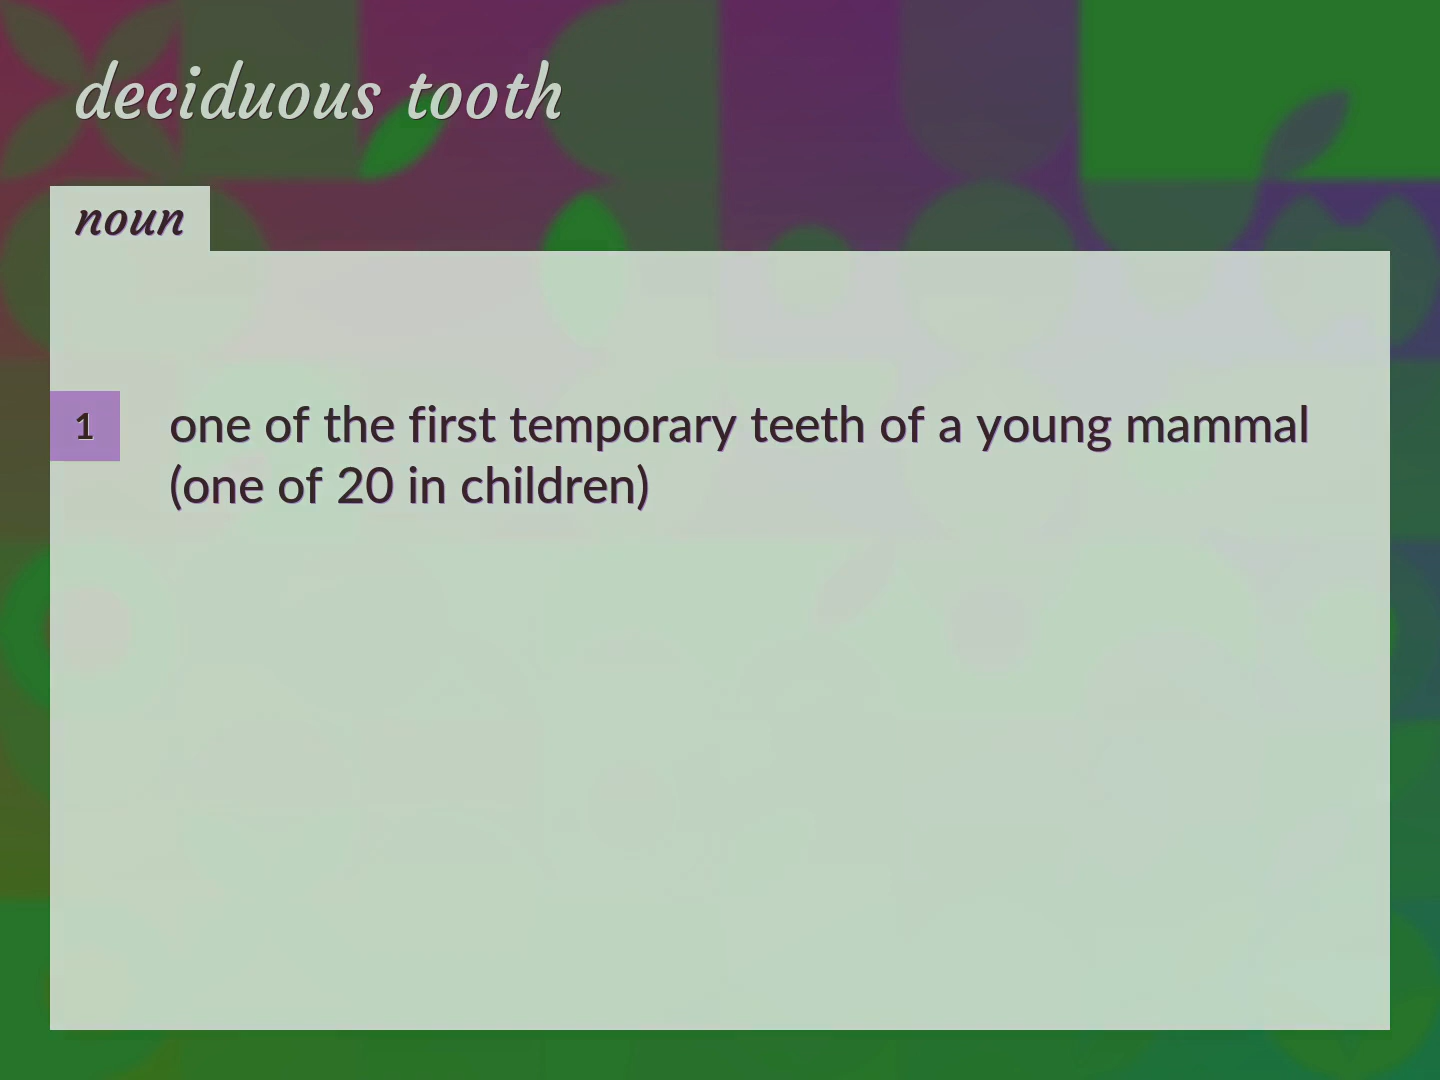 deciduous tooth
noun
1 one of the first temporary teeth of a young mammal
(one of 20 in children)